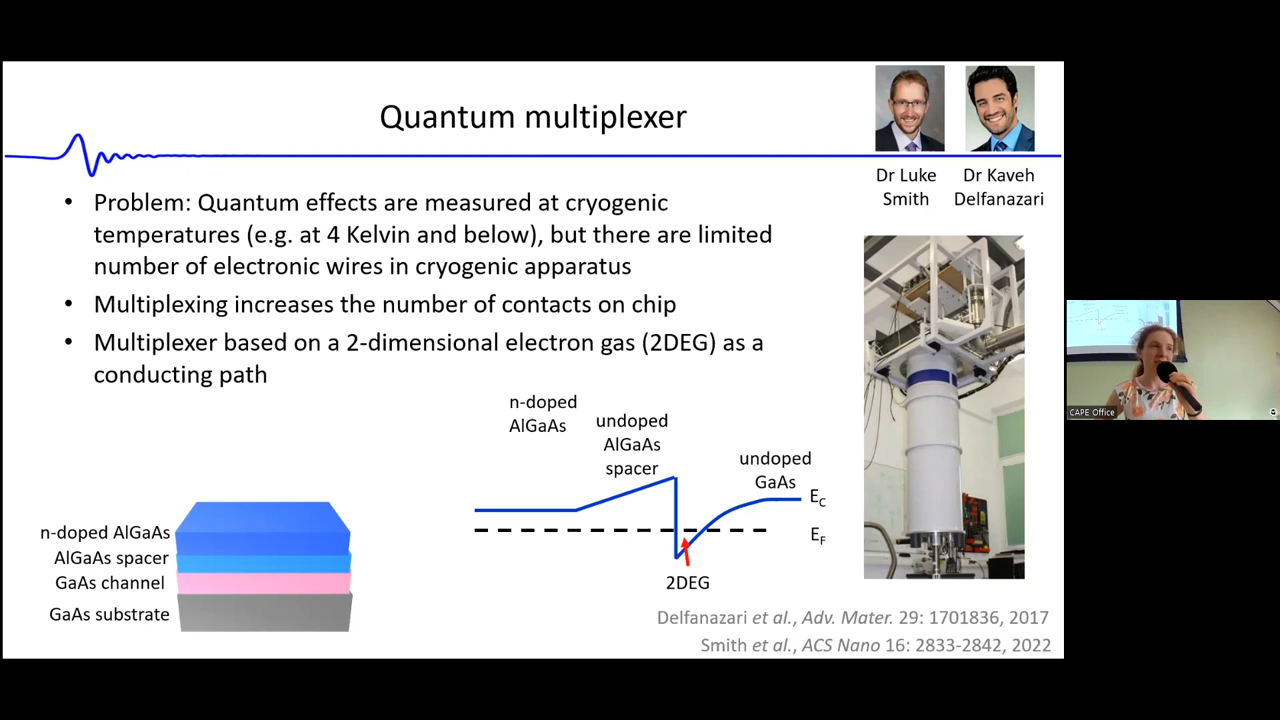 Quantum multiplexer
Dr Luke
Smith
Dr Kaveh
Delfanazari
• Problem: Quantum effects are measured at cryogenic
temperatures (e.g. at 4 Kelvin and below), but there are limited
number of electronic wires in cryogenic apparatus
• Multiplexing increases the number of contacts on chip
• Multiplexer based on a 2-dimensional electron gas (2DEG) as a
conducting path
n-doped
AlGaAs
undoped
AlGaAs
spacer
undoped
GaAs
E_C
E_F
2DEG
n-doped AlGaAs
AlGaAs spacer
GaAs channel
GaAs substrate
Delfanazari et al., Adv. Mater. 29: 1701836, 2017
Smith et al., ACS Nano 16: 2833-2842, 2022
CAPE Office